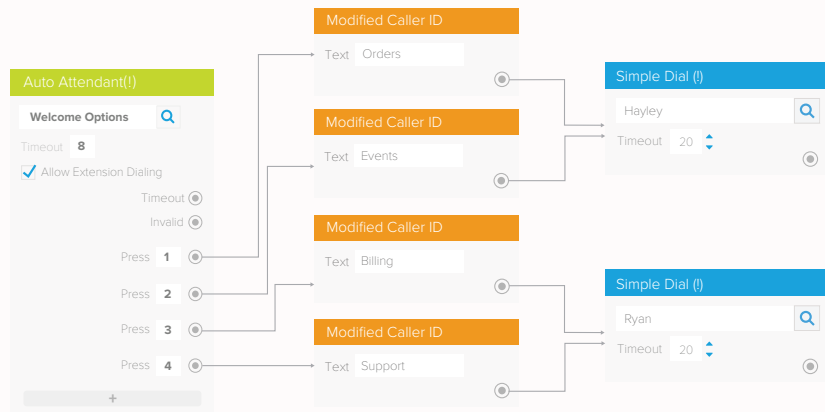 Auto Attendant(!)
Welcome Options
Timeout 8
Allow Extension Dialing
Timeout
Invalid
Press 1
Press 2
Press 3
Press 4
+
Modified Caller ID
Text Orders
Modified Caller ID
Text Events
Modified Caller ID
Text Billing
Modified Caller ID
Text Support
Simple Dial (!)
Hayley
Timeout 20
Simple Dial (!)
Ryan
Timeout 20